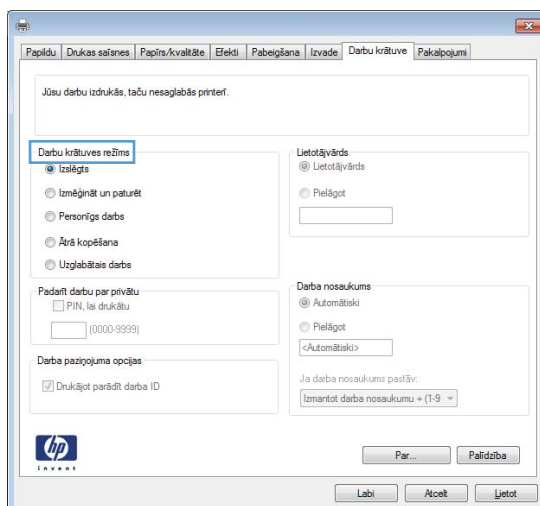 Papildu Drukas saīsnes Papīrs/kvalitāte Efekti Pabeigšana Izvade Darbu krātuve Pakalpojumi
Jūsu darbu izdrukās, taču nesaglabās printerī.
Darbu krātuves režīms
Izslēgts
Izmēģināt un paturēt
Personīgs darbs
Ātrā kopēšana
Uzglabātais darbs
Lietotājvārds
Lietotājvārds
Pielāgot
Padarīt darbu par privātu
PIN, lai drukātu
(0000-9999)
Darba nosaukums
Automātiski
Pielāgot
<Automātiski>
Ja darba nosaukums pastāv:
Izmantot darba nosaukumu + (1-9
Darba paziņojuma opcijas
Drukājot parādīt darba ID
hp
invent
Par... Palīdzība
Labi Atcelt Lietot